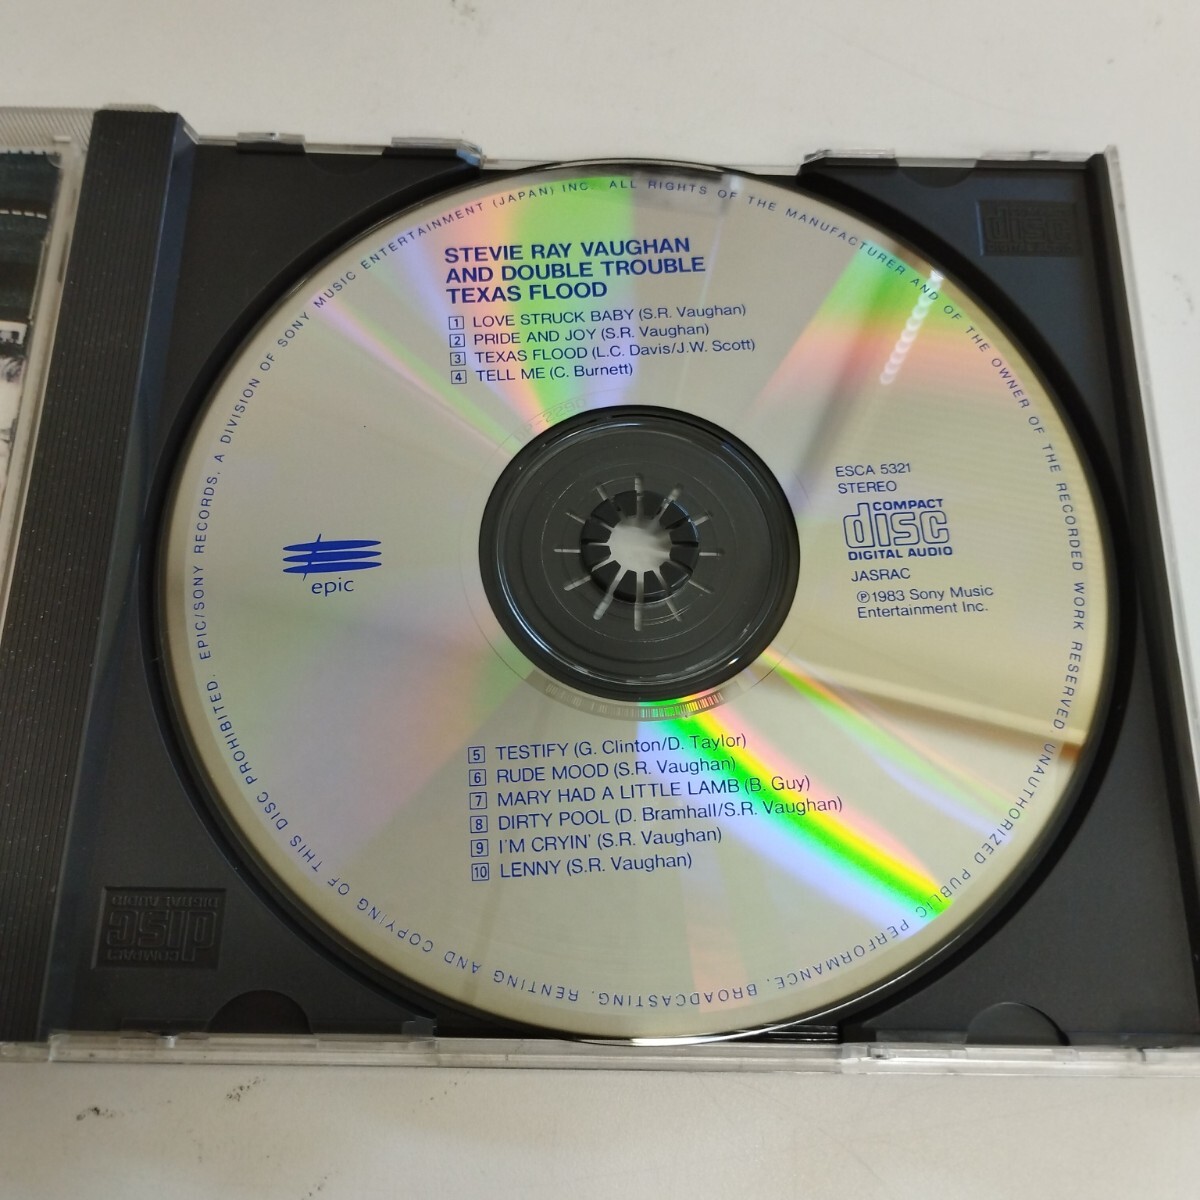 STEVIE RAY VAUGHAN
AND DOUBLE TROUBLE
TEXAS FLOOD
1 LOVE STRUCK BABY (S.R. Vaughan)
2 PRIDE AND JOY (S.R. Vaughan)
3 TEXAS FLOOD (L.C. Davis/J.W. Scott)
4 TELL ME (C. Burnett)
ESCA 5321
STEREO
COMPACT
disc
DIGITAL AUDIO
JASRAC
℗1983 Sony Music
Entertainment Inc.
epic
5 TESTIFY (G. Clinton/D. Taylor)
6 RUDE MOOD (S.R. Vaughan)
7 MARY HAD A LITTLE LAMB (B. Guy)
8 DIRTY POOL (D. Bramhall/S.R. Vaughan)
9 I'M CRYIN' (S.R. Vaughan)
10 LENNY (S.R. Vaughan)
EPIC/SONY RECORDS, A DIVISION OF SONY MUSIC ENTERTAINMENT (JAPAN) INC. ALL RIGHTS OF THE MANUFACTURER AND OF THE OWNER OF THE RECORDED WORK RESERVED. UNAUTHORIZED PUBLIC PERFORMANCE, BROADCASTING, RENTING AND COPYING OF THIS DISC PROHIBITED.
disc
COMPACT
disc
DIGITAL AUDIO